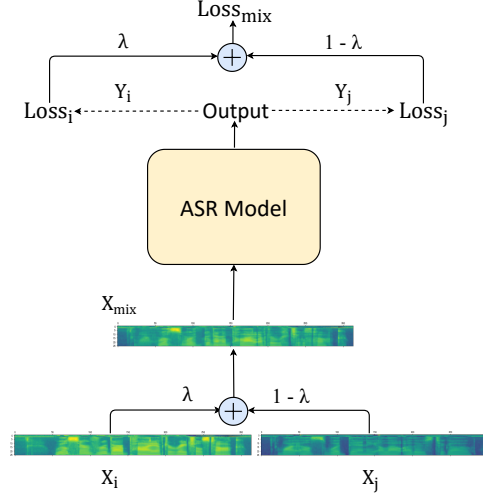 Loss_mix
λ 1 - λ
Y_i Y_j
Loss_i Output Loss_j
ASR Model
X_mix
λ 1 - λ
X_i X_j